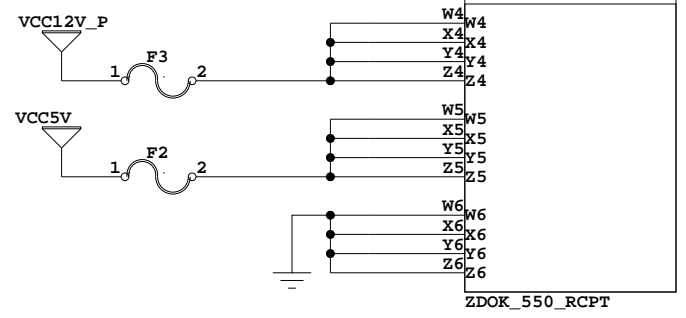 VCC12V_P
F3
1 2
W4 W4
X4 X4
Y4 Y4
Z4 Z4
VCC5V
F2
1 2
W5 W5
X5 X5
Y5 Y5
Z5 Z5
W6 W6
X6 X6
Y6 Y6
Z6 Z6
ZDOK_550_RCPT